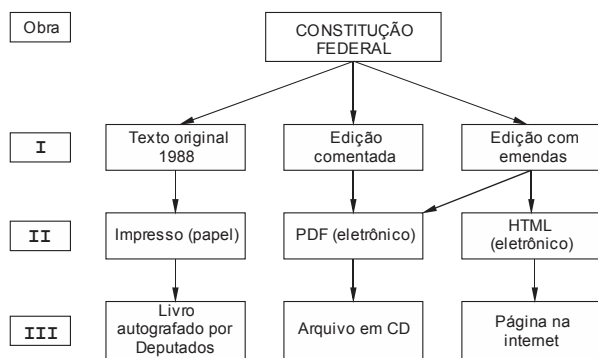 Obra
CONSTITUÇÃO
FEDERAL
I
Texto original
1988
Edição
comentada
Edição com
emendas
II
Impresso (papel)
PDF (eletrônico)
HTML
(eletrônico)
III
Livro
autografado por
Deputados
Arquivo em CD
Página na
internet